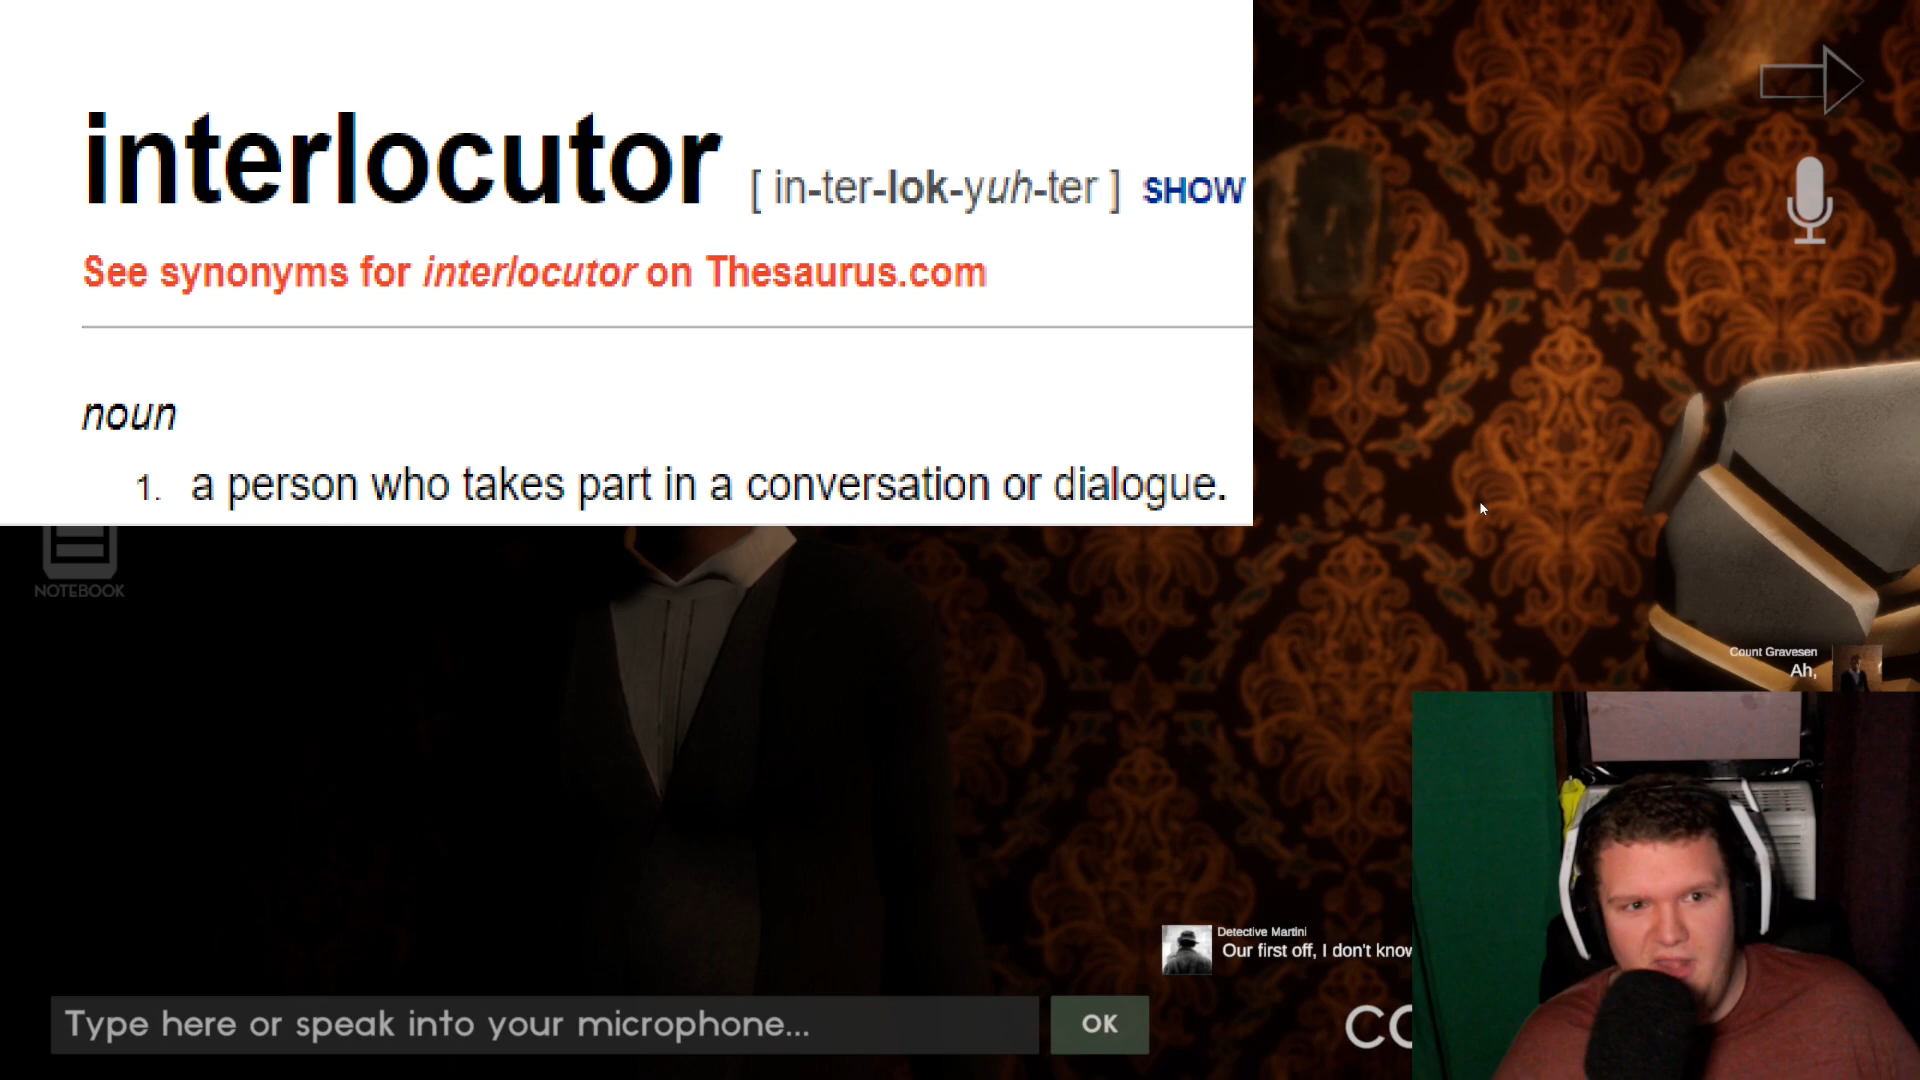 interlocutor [ in-ter-lok-yuh-ter ] SHOW
See synonyms for interlocutor on Thesaurus.com
noun
1. a person who takes part in a conversation or dialogue.
NOTEBOOK
Count Gravesen
Ah,
Detective Martini
Our first off, I don't know
Type here or speak into your microphone...
OK
CO